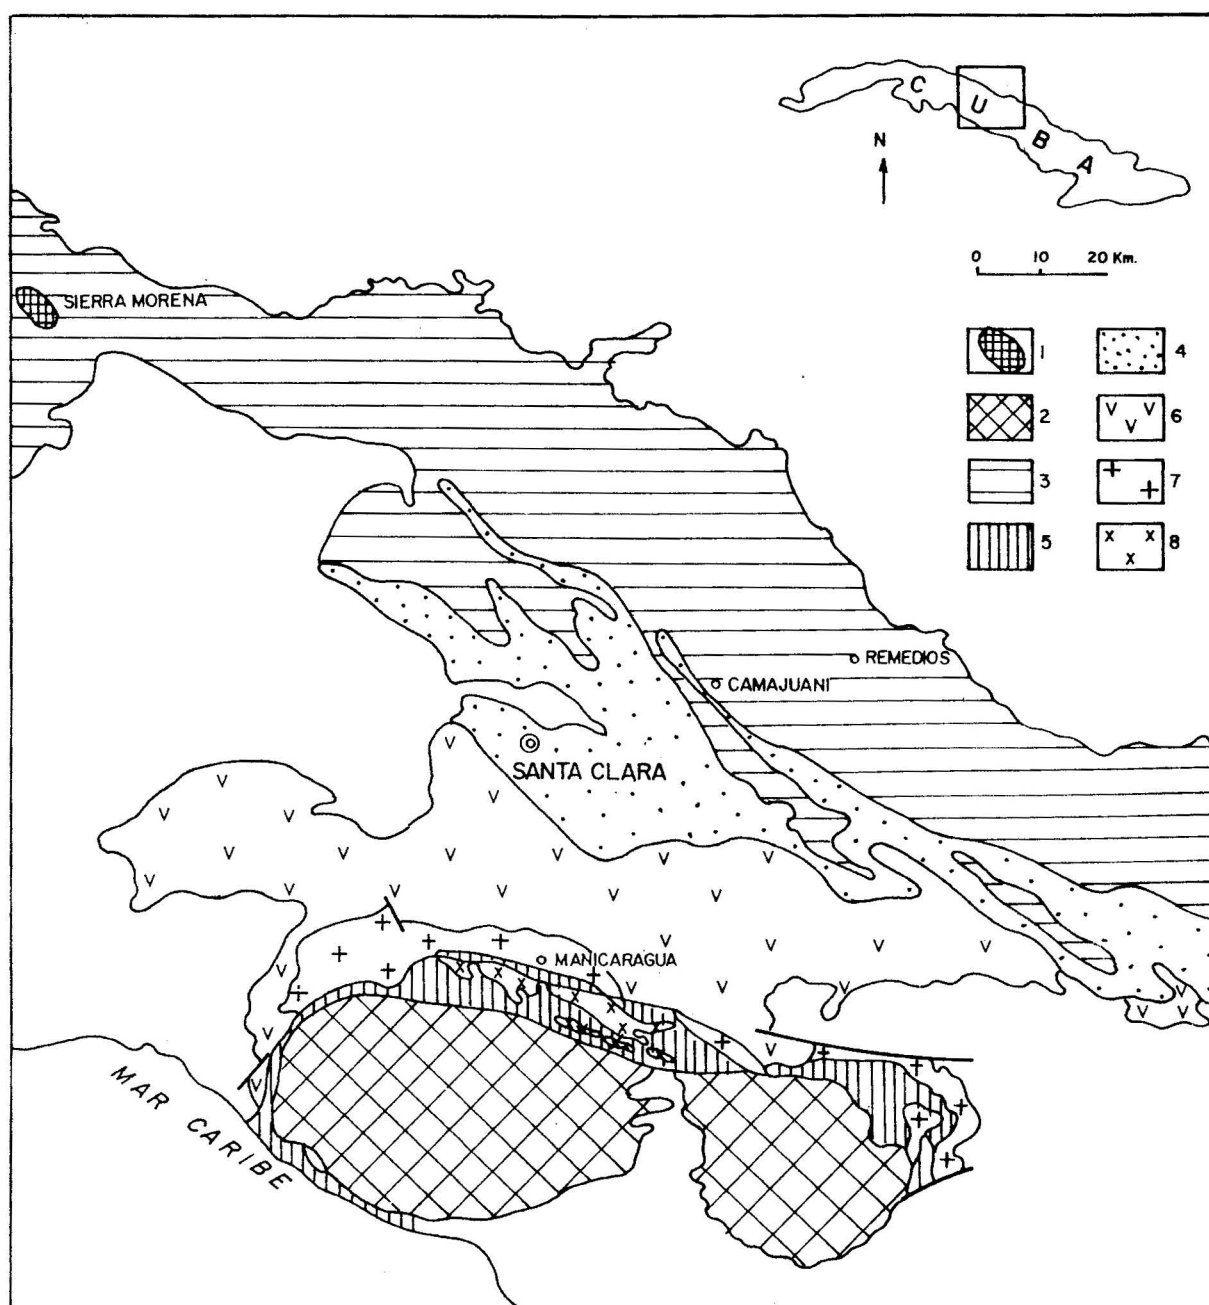 CUBA
N
0 10 20 Km.
SIERRA MORENA
1 4
2 6
3 7
5 8
REMEDIOS
CAMAJUANI
SANTA CLARA
MANICARAGUA
MAR CARIBE